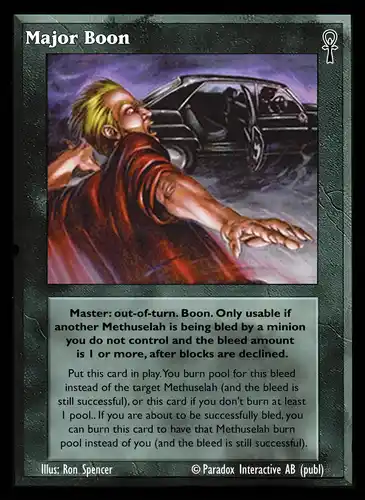 Major Boon
Master: out-of-turn. Boon. Only usable if
another Methuselah is being bled by a minion
you do not control and the bleed amount
is 1 or more, after blocks are declined.
Put this card in play. You burn pool for this bleed
instead of the target Methuselah (and the bleed is
still successful), or this card if you don't burn at least
1 pool.. If you are about to be successfully bled, you
can burn this card to have that Methuselah burn
pool instead of you (and the bleed is still successful).
Illus: Ron Spencer
© Paradox Interactive AB (publ)